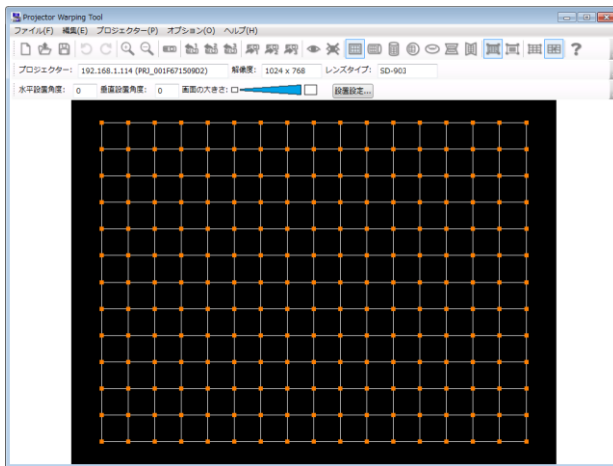 Projector Warping Tool
ファイル(F) 編集(E) プロジェクター(P) オプション(O) ヘルプ(H)
プロジェクター: 192.168.1.114 (PRJ_001F671509D2) 解像度: 1024 x 768 レンズタイプ: SD-903
水平設置角度: 0 垂直設置角度: 0 画面の大きさ: 設置設定...